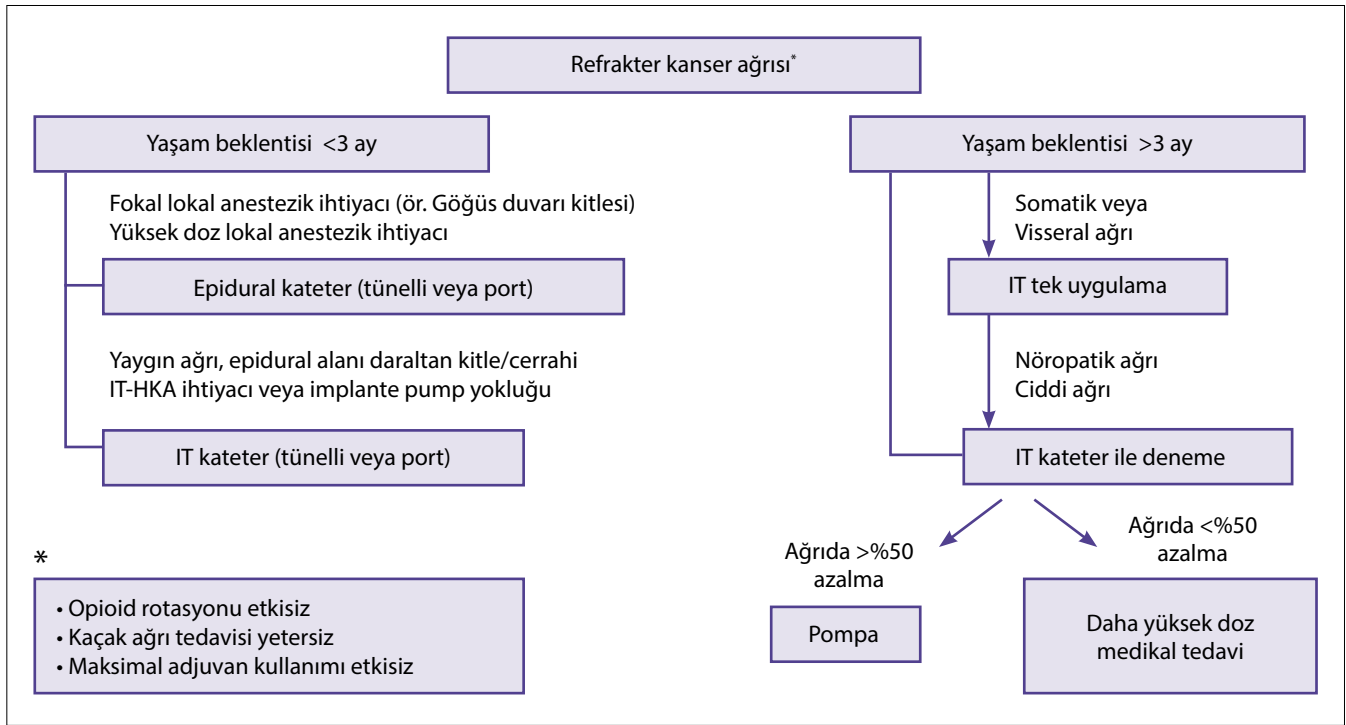 Refrakter kanser ağrısı*
Yaşam beklentisi <3 ay
Fokal lokal anestezik ihtiyacı (ör. Göğüs duvarı kitlesi)
Yüksek doz lokal anestezik ihtiyacı
Epidural kateter (tünelli veya port)
Yaygın ağrı, epidural alanı daraltan kitle/cerrahi
IT-HKA ihtiyacı veya implante pump yokluğu
IT kateter (tünelli veya port)
*
• Opioid rotasyonu etkisiz
• Kaçak ağrı tedavisi yetersiz
• Maksimal adjuvan kullanımı etkisiz
Yaşam beklentisi >3 ay
Somatik veya
Visseral ağrı
IT tek uygulama
Nöropatik ağrı
Ciddi ağrı
IT kateter ile deneme
Ağrıda >%50
azalma
Pompa
Ağrıda <%50
azalma
Daha yüksek doz
medikal tedavi